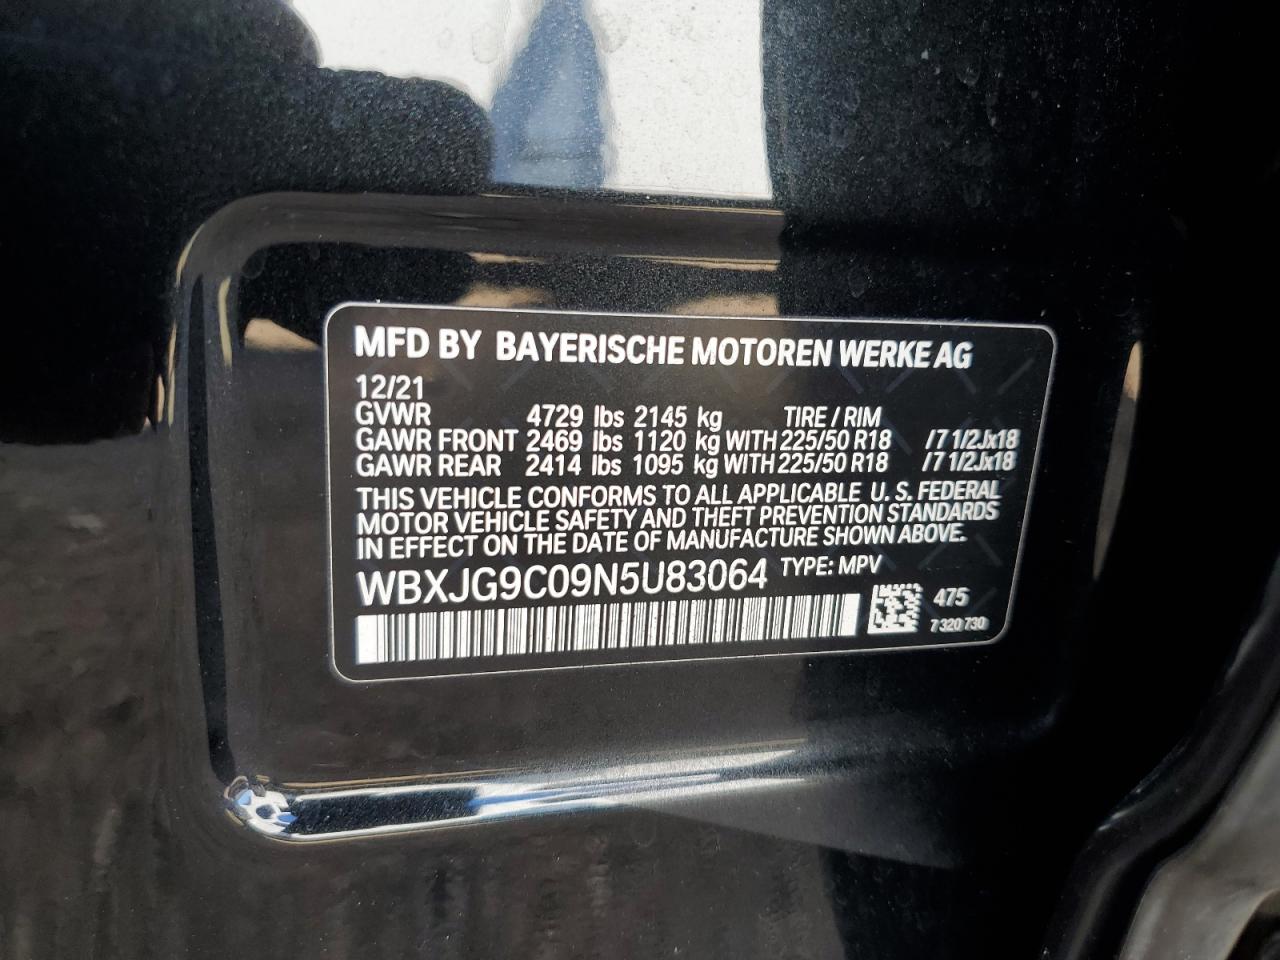 MFD BY BAYERISCHE MOTOREN WERKE AG
12/21
GVWR 4729 lbs 2145 kg TIRE / RIM
GAWR FRONT 2469 lbs 1120 kg WITH 225/50 R18 /7 1/2Jx18
GAWR REAR 2414 lbs 1095 kg WITH 225/50 R18 /7 1/2Jx18
THIS VEHICLE CONFORMS TO ALL APPLICABLE U. S. FEDERAL
MOTOR VEHICLE SAFETY AND THEFT PREVENTION STANDARDS
IN EFFECT ON THE DATE OF MANUFACTURE SHOWN ABOVE.
WBXJG9C09N5U83064 TYPE: MPV
475
7 320 730